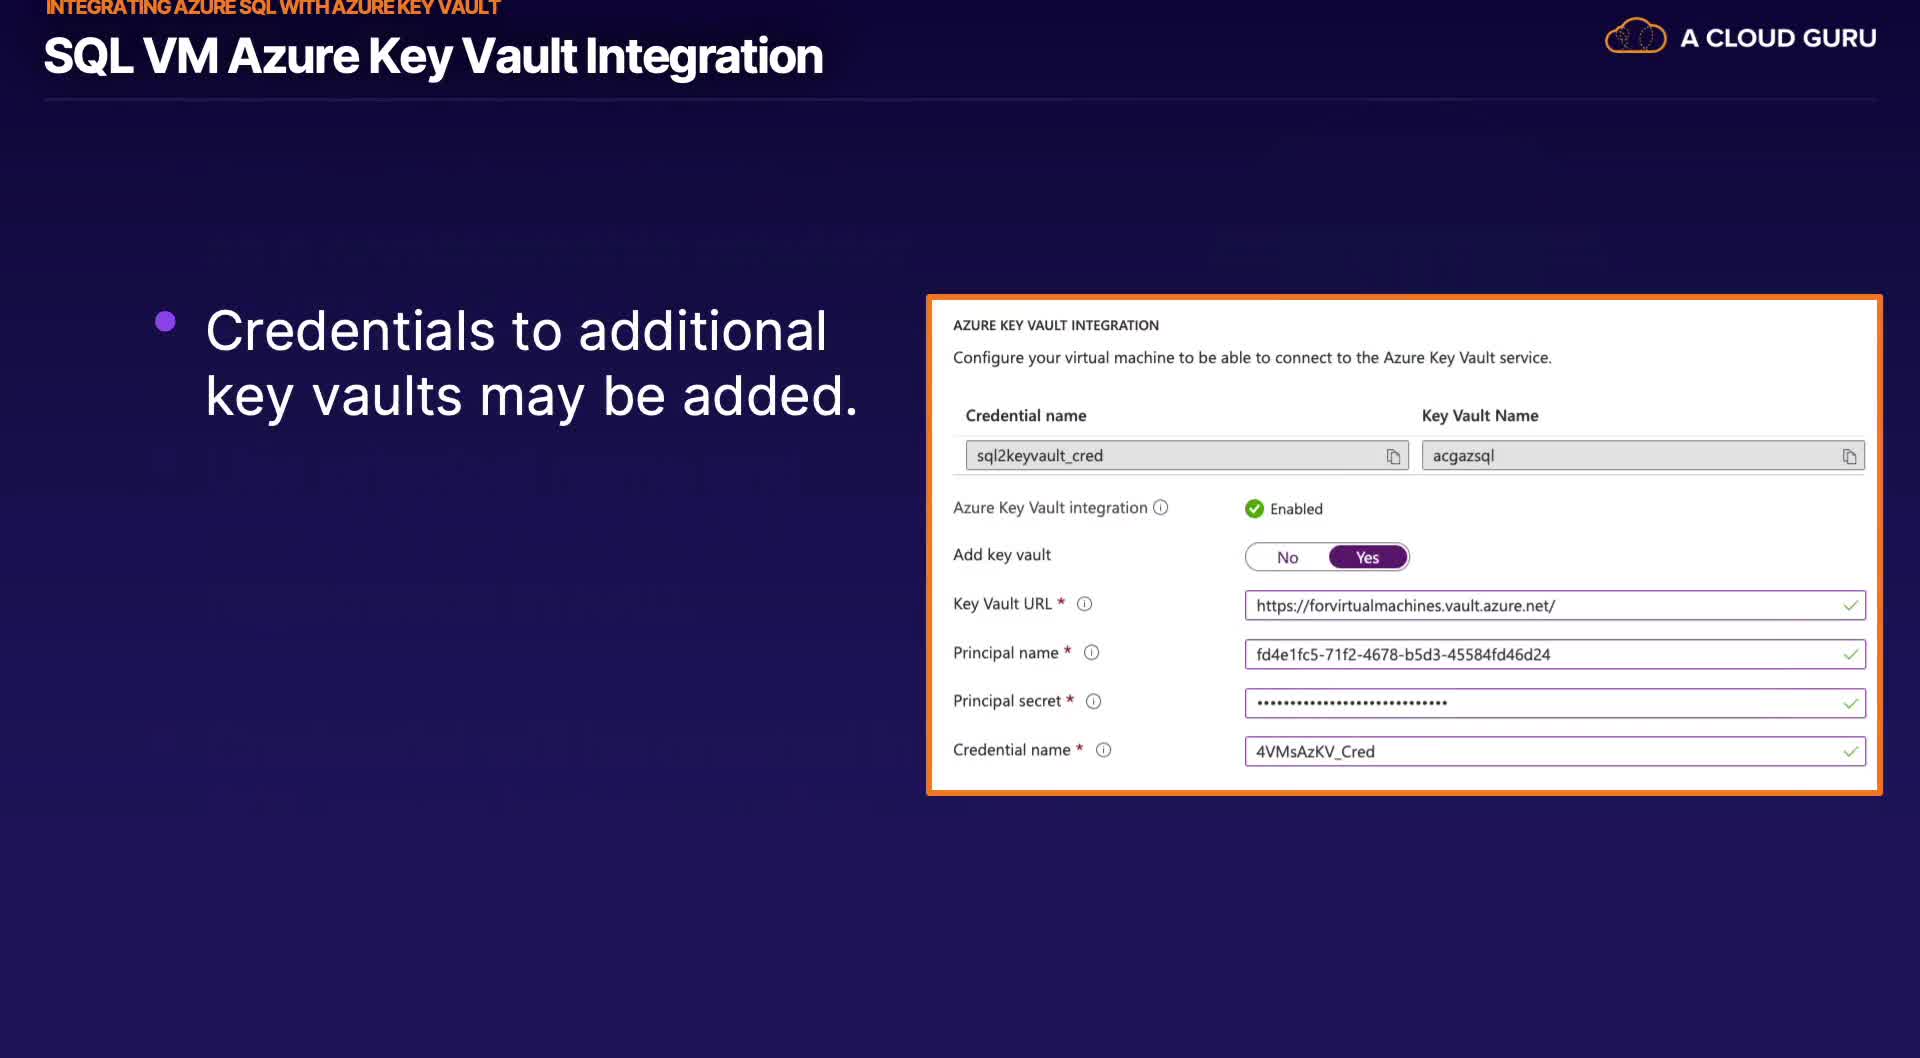 INTEGRATING AZURE SQL WITH AZURE KEY VAULT
SQL VM Azure Key Vault Integration
A CLOUD GURU
Credentials to additional
key vaults may be added.
AZURE KEY VAULT INTEGRATION
Configure your virtual machine to be able to connect to the Azure Key Vault service.
Credential name Key Vault Name
sql2keyvault_cred acgazsql
Azure Key Vault integration Enabled
Add key vault No Yes
Key Vault URL * https://forvirtualmachines.vault.azure.net/
Principal name * fd4e1fc5-71f2-4678-b5d3-45584fd46d24
Principal secret * •••••••••••••••••••••••••••••
Credential name * 4VMsAzKV_Cred